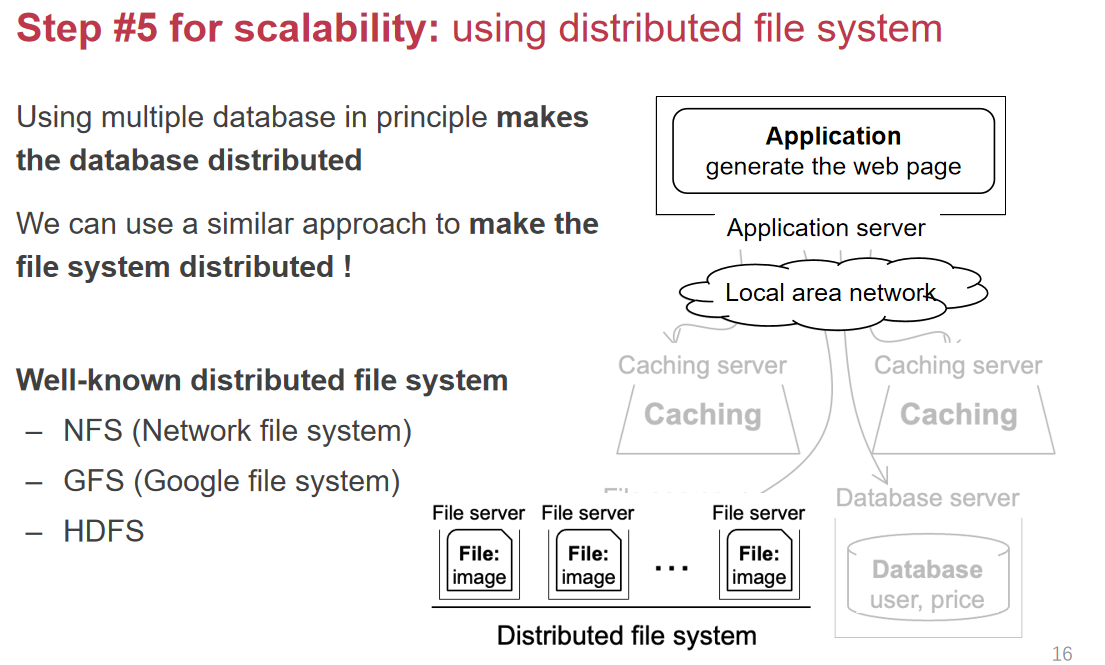 Step #5 for scalability: using distributed file system
Using multiple database in principle makes
the database distributed
We can use a similar approach to make the
file system distributed !
Well-known distributed file system
– NFS (Network file system)
– GFS (Google file system)
– HDFS
Application
generate the web page
Application server
Local area network
Caching server
Caching
Caching server
Caching
Database server
Database
user, price
File server
File:
image
File server
File:
image
...
File server
File:
image
Distributed file system
16